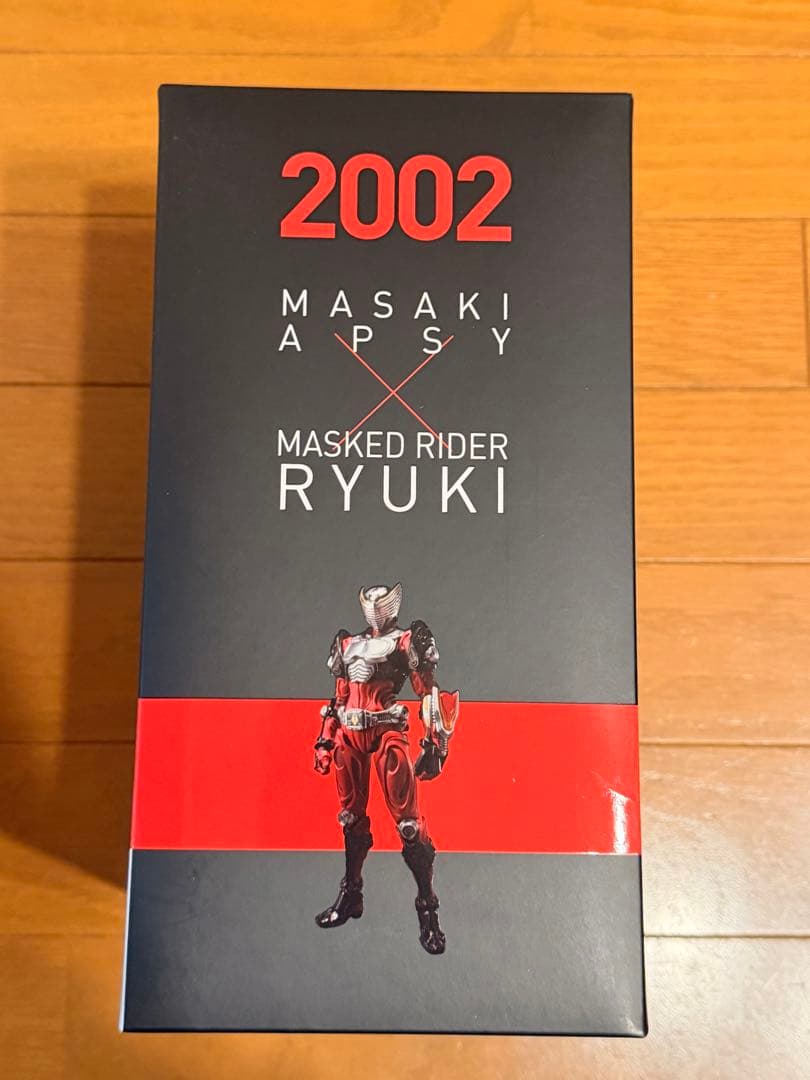 2002
MASAKI
APSY
MASKED RIDER
RYUKI